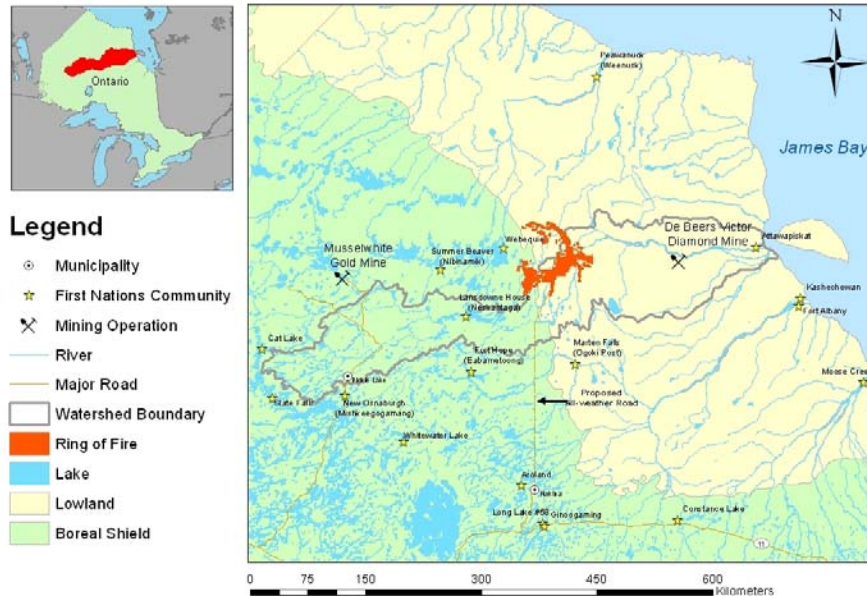 Ontario
N
Legend
Municipality
First Nations Community
Mining Operation
River
Major Road
Watershed Boundary
Ring of Fire
Lake
Lowland
Boreal Shield
Peawanuck
(Weenusk)
James Bay
De Beers Victor
Diamond Mine
Attawapiskat
Webequie
Musselwhite
Gold Mine
Summer Beaver
(Nibinamik)
Kashechewan
Fort Albany
Lansdowne House
(Neskantaga)
Cat Lake
Fort Hope
(Eabametoong)
Marten Falls
(Ogoki Post)
Moose Cree
Slate Falls
New Osnaburgh
(Mishkeegogamang)
Proposed
all-weather Road
Whitewater Lake
Aroland
Nakina
Long Lake #58
Ginoogaming
Constance Lake
11
0 75 150 300 450 600
Kilometers